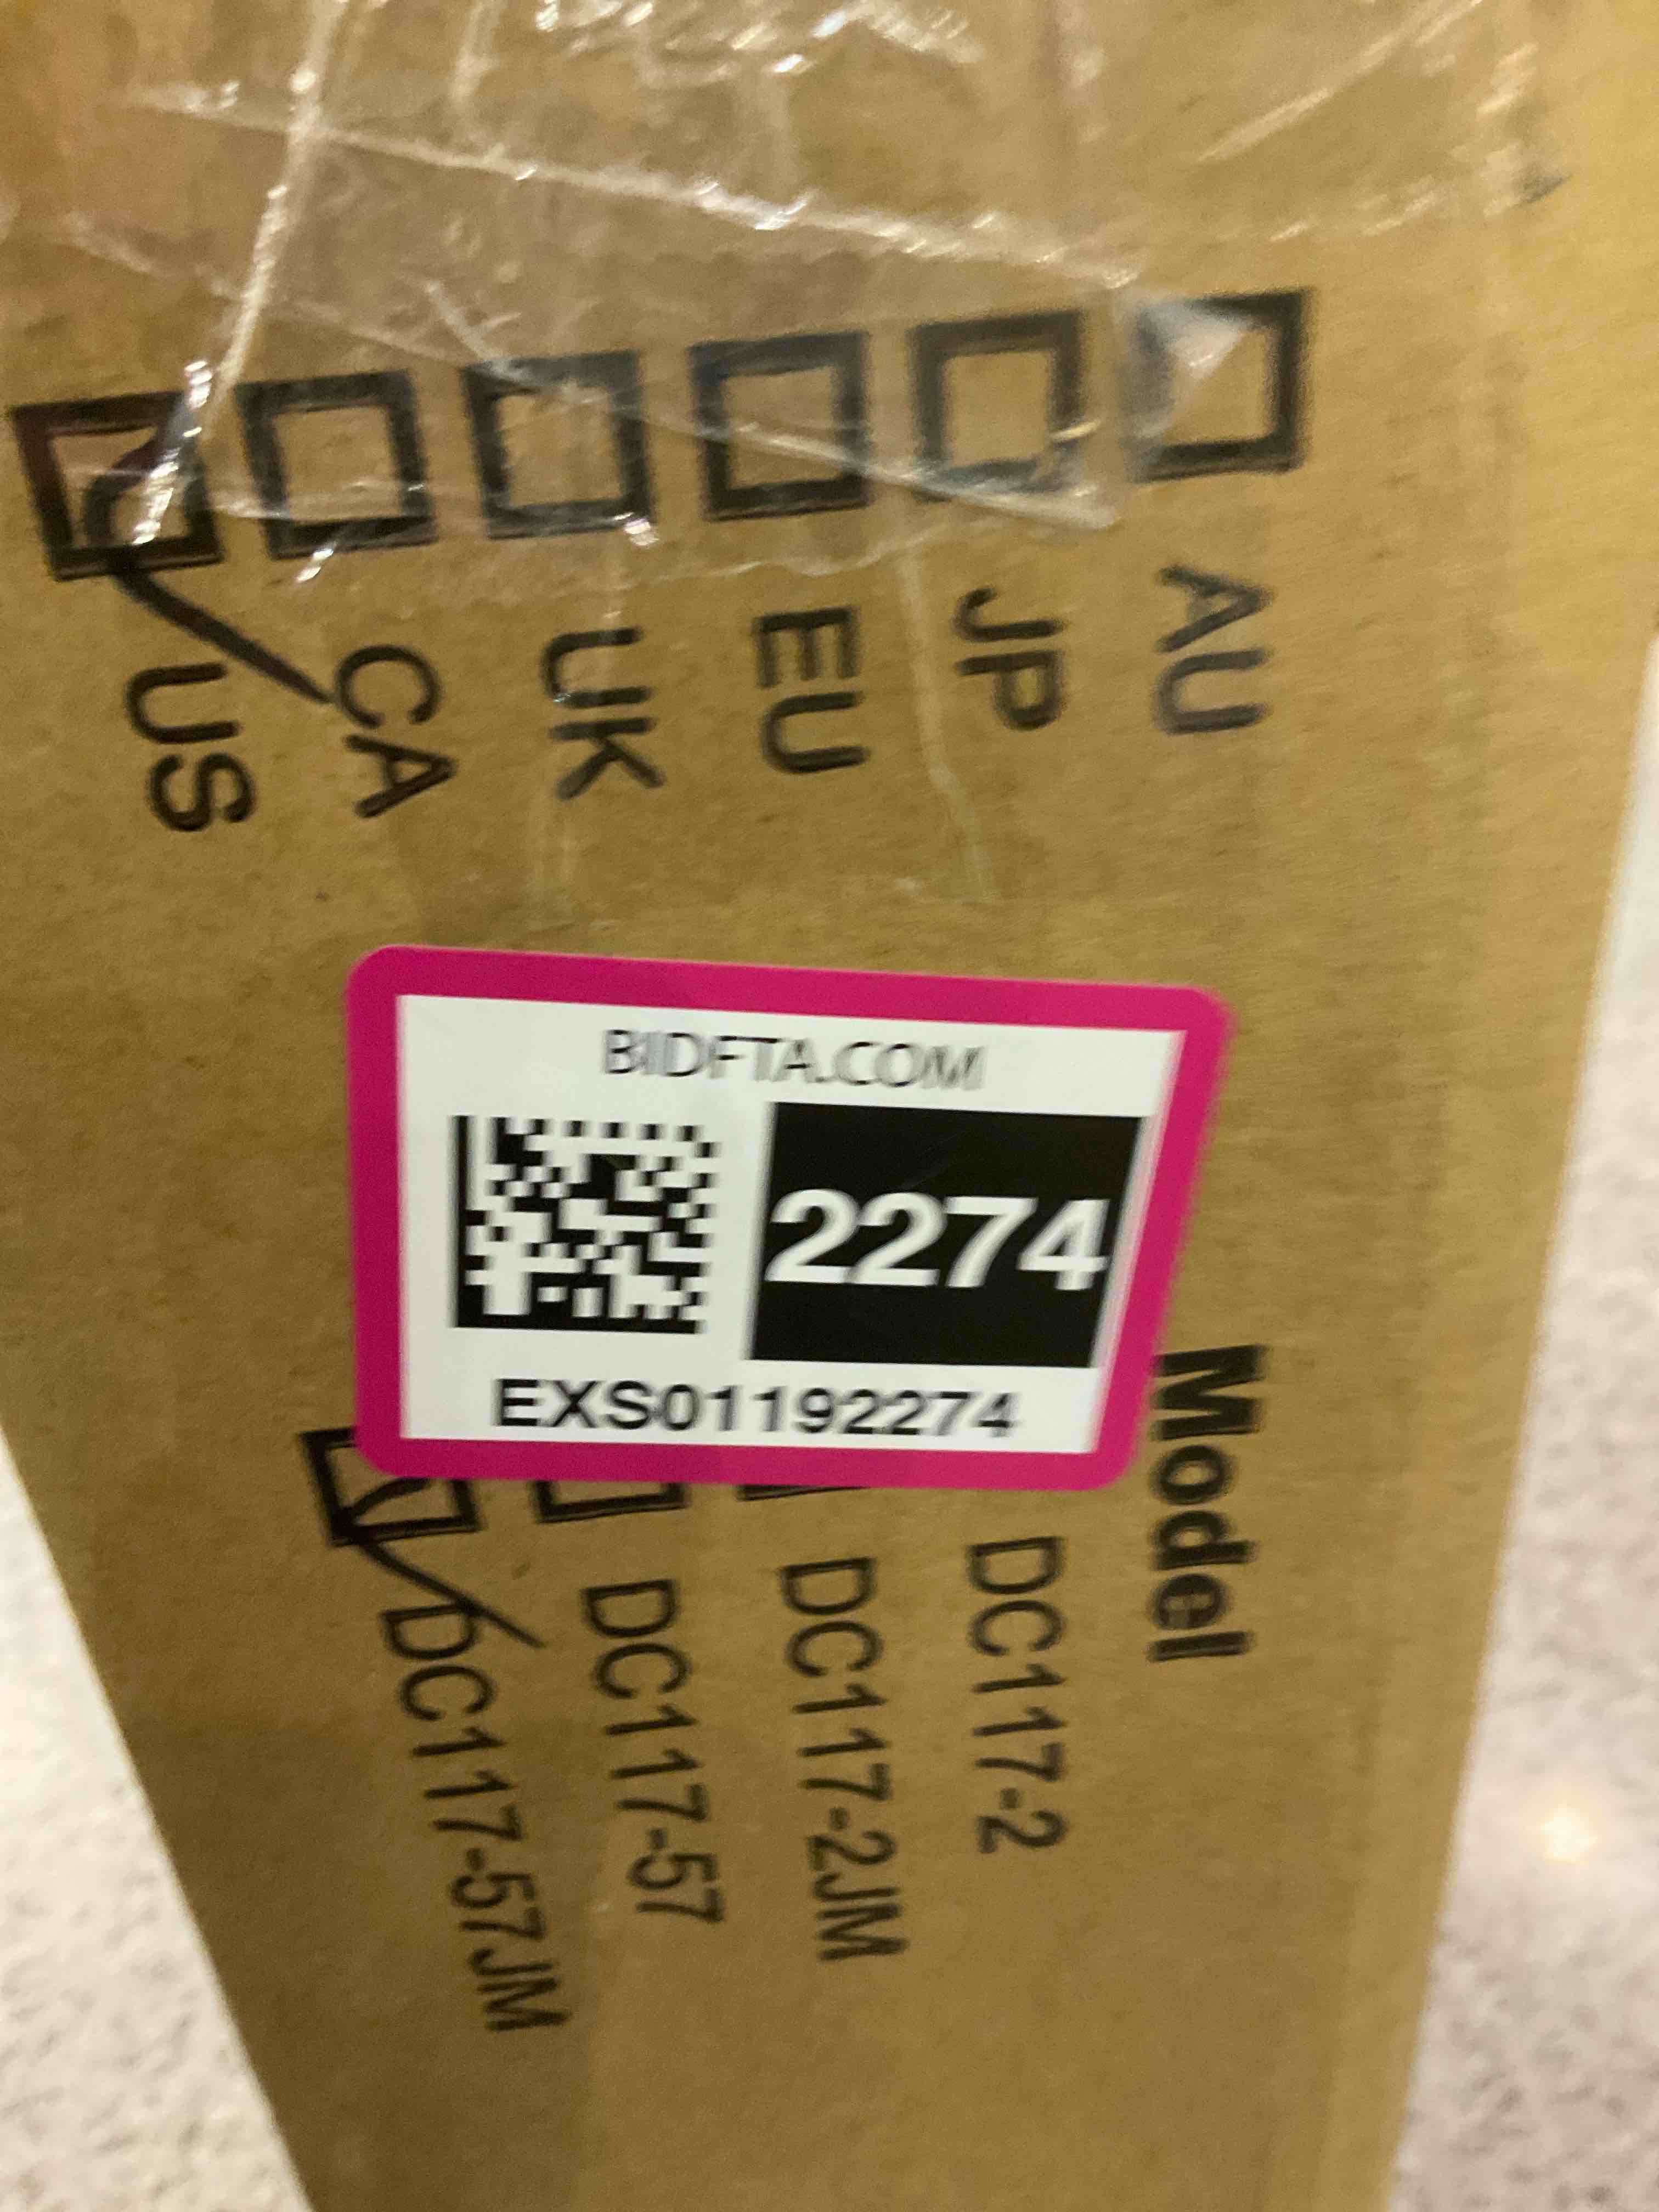 AU
JP
EU
UK
CA
US
BIDFTA.COM
2274
EXS01192274
Model
DC117-2
DC117-2JM
DC117-57
DC117-57JM